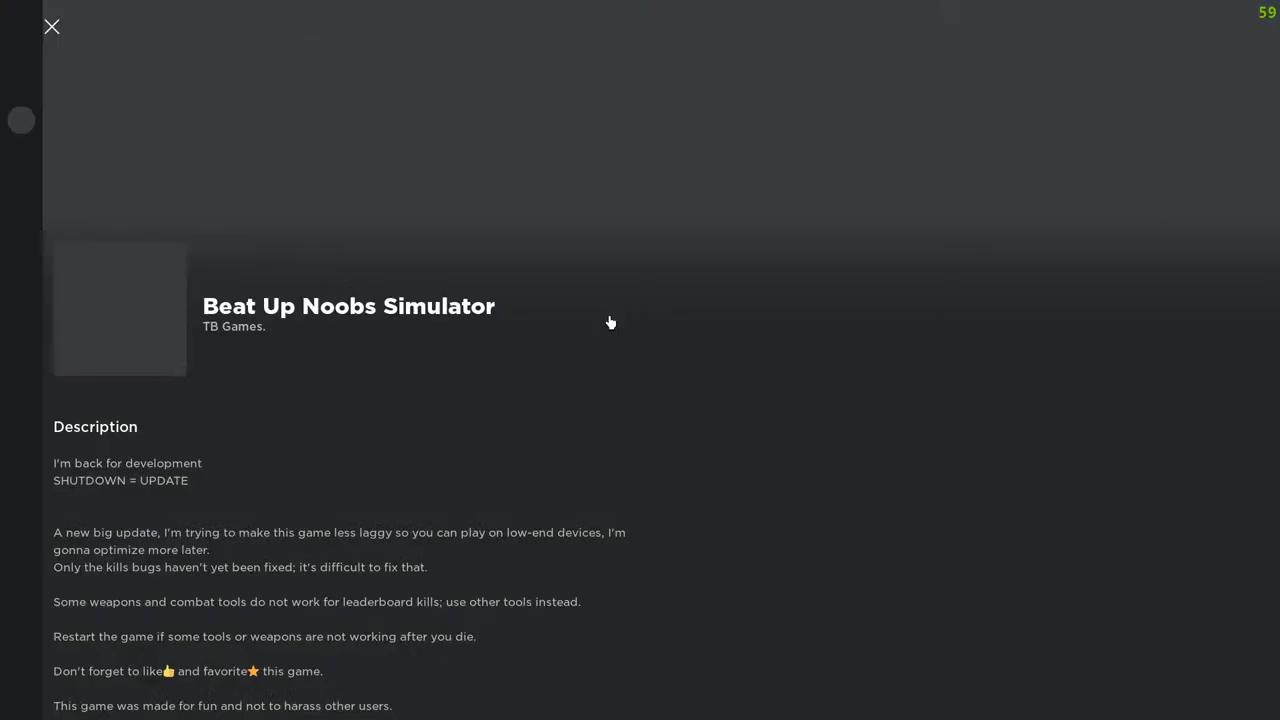 59
Beat Up Noobs Simulator
TB Games.
Description
I'm back for development
SHUTDOWN = UPDATE
A new big update, I'm trying to make this game less laggy so you can play on low-end devices, I'm
gonna optimize more later.
Only the kills bugs haven't yet been fixed; it's difficult to fix that.
Some weapons and combat tools do not work for leaderboard kills; use other tools instead.
Restart the game if some tools or weapons are not working after you die.
Don't forget to like👍 and favorite⭐ this game.
This game was made for fun and not to harass other users.